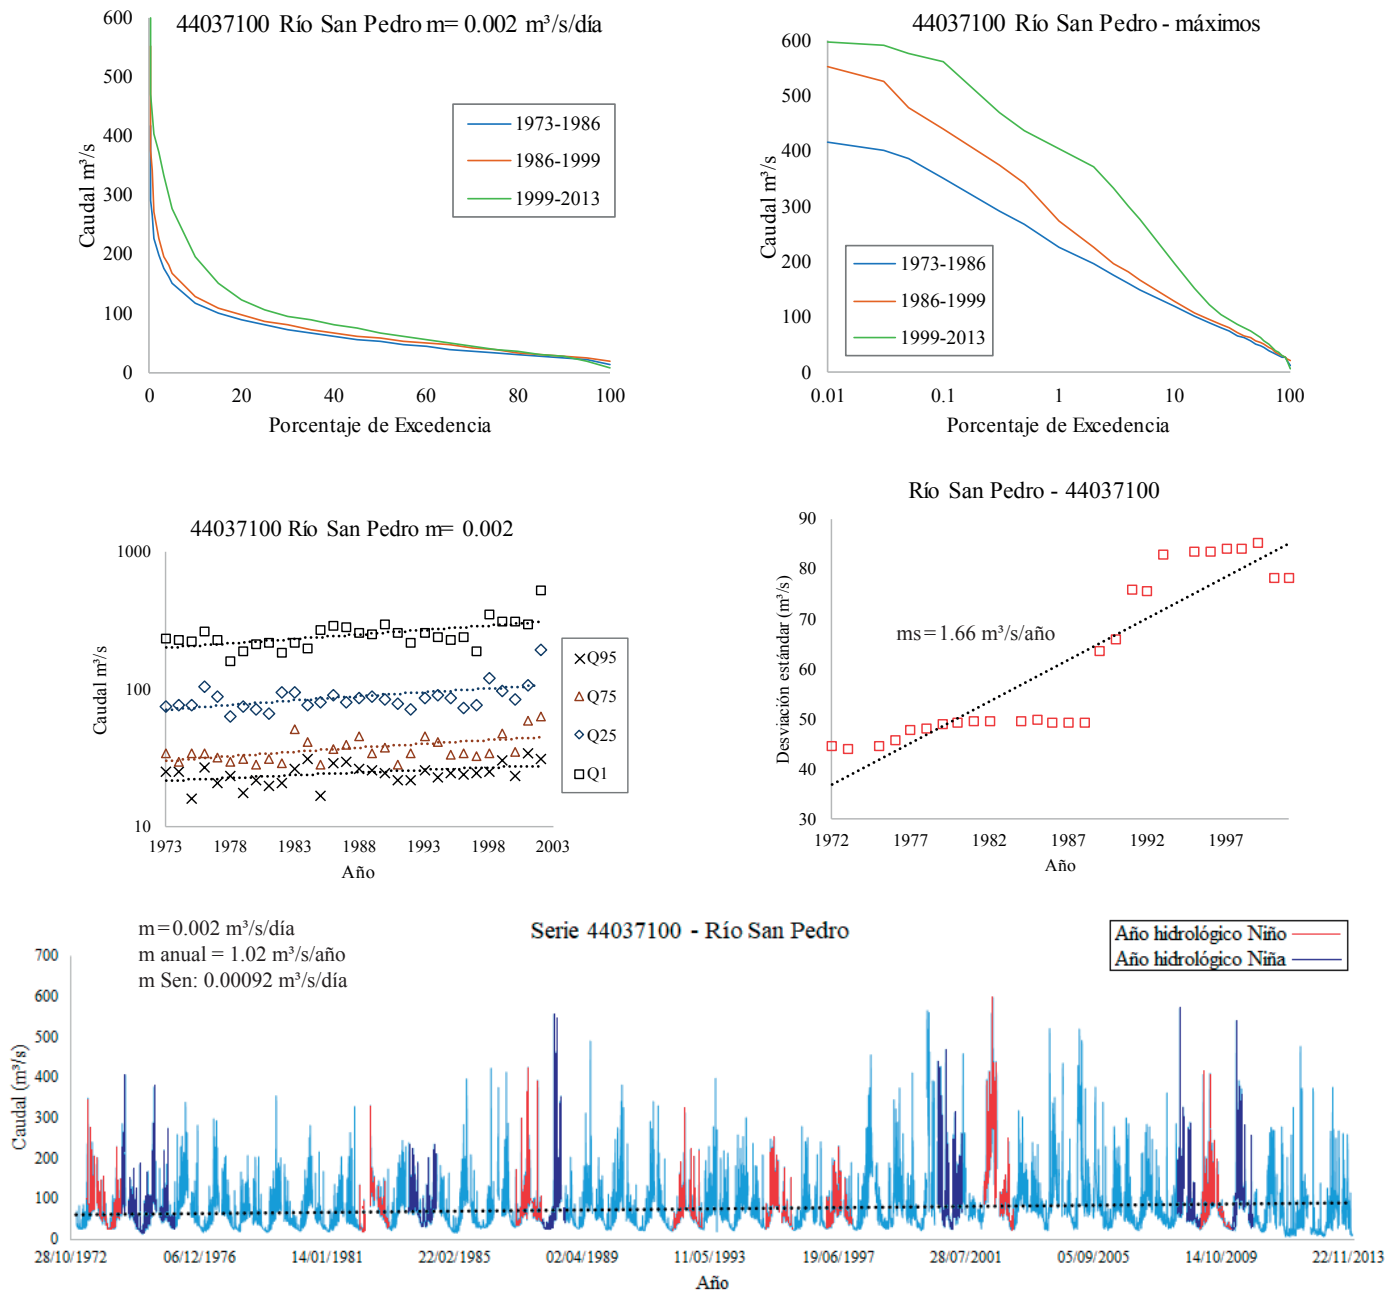 44037100 Río San Pedro m= 0.002 m³/s/día
600
500
400
300
200
100
0
Caudal m³/s
1973-1986
1986-1999
1999-2013
0 20 40 60 80 100
Porcentaje de Excedencia
44037100 Río San Pedro - máximos
600
500
400
300
200
100
0
Caudal m³/s
1973-1986
1986-1999
1999-2013
0.01 0.1 1 10 100
Porcentaje de Excedencia
44037100 Río San Pedro m= 0.002
1000
100
10
Caudal m³/s
Q95
Q75
Q25
Q1
1973 1978 1983 1988 1993 1998 2003
Año
Río San Pedro - 44037100
90
80
70
60
50
40
30
Desviación estándar (m³/s)
ms = 1.66 m³/s/año
1972 1977 1982 1987 1992 1997
Año
m = 0.002 m³/s/día
m anual = 1.02 m³/s/año
m Sen: 0.00092 m³/s/día
Serie 44037100 - Río San Pedro
Año hidrológico Niño
Año hidrológico Niña
700
600
500
400
300
200
100
0
Caudal (m³/s)
28/10/1972 06/12/1976 14/01/1981 22/02/1985 02/04/1989 11/05/1993 19/06/1997 28/07/2001 05/09/2005 14/10/2009 22/11/2013
Año